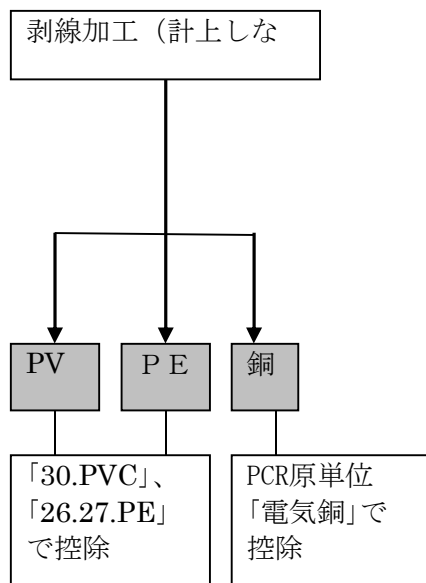 剥線加工（計上しな
PV
ＰＥ
銅
「30.PVC」、
「26.27.PE」
で控除
PCR原単位
「電気銅」で
控除